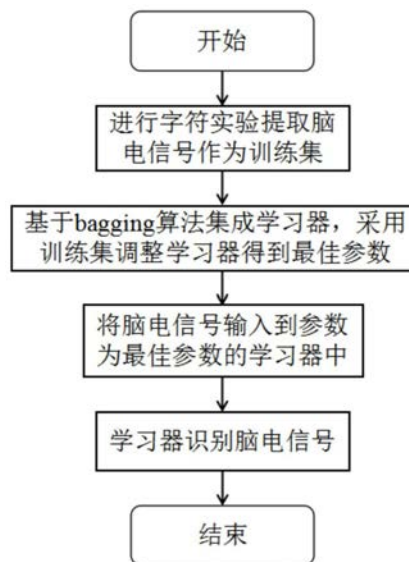 开始
进行字符实验提取脑
电信号作为训练集
基于bagging算法集成学习器，采用
训练集调整学习器得到最佳参数
将脑电信号输入到参数
为最佳参数的学习器中
学习器识别脑电信号
结束